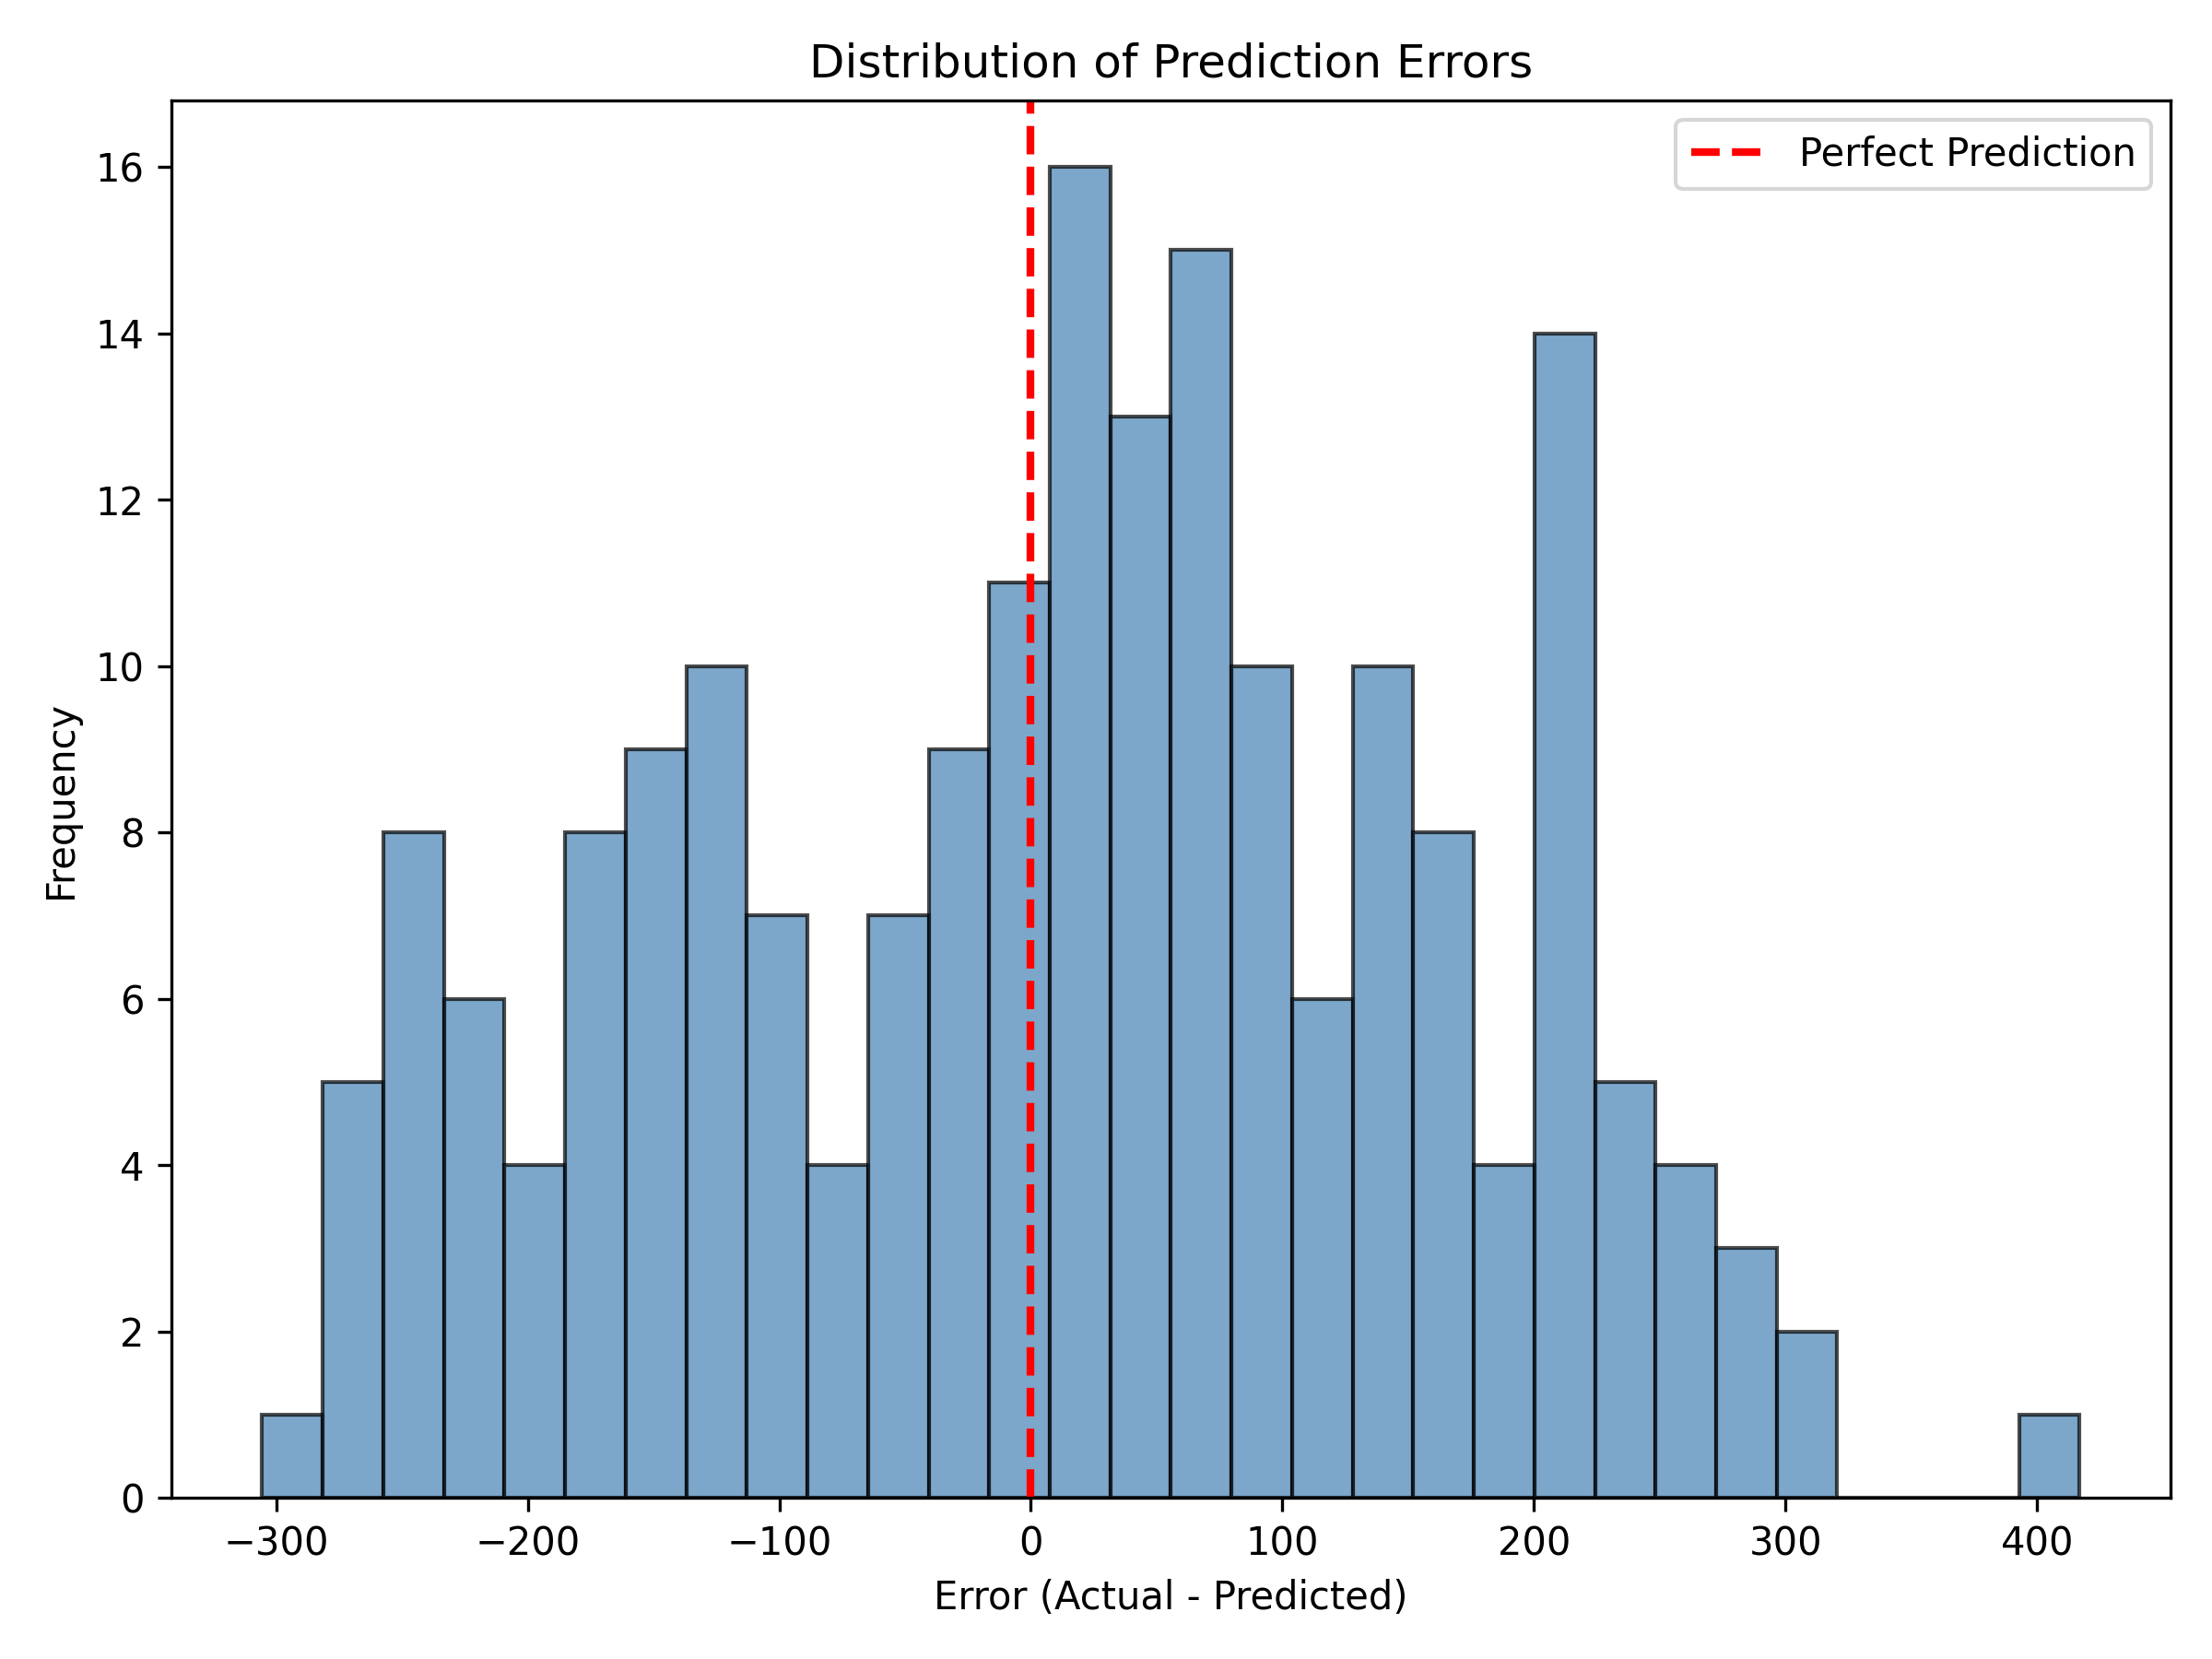 Distribution of Prediction Errors
Perfect Prediction
16
14
12
10
8
6
4
2
0
Frequency
−300 −200 −100 0 100 200 300 400
Error (Actual - Predicted)